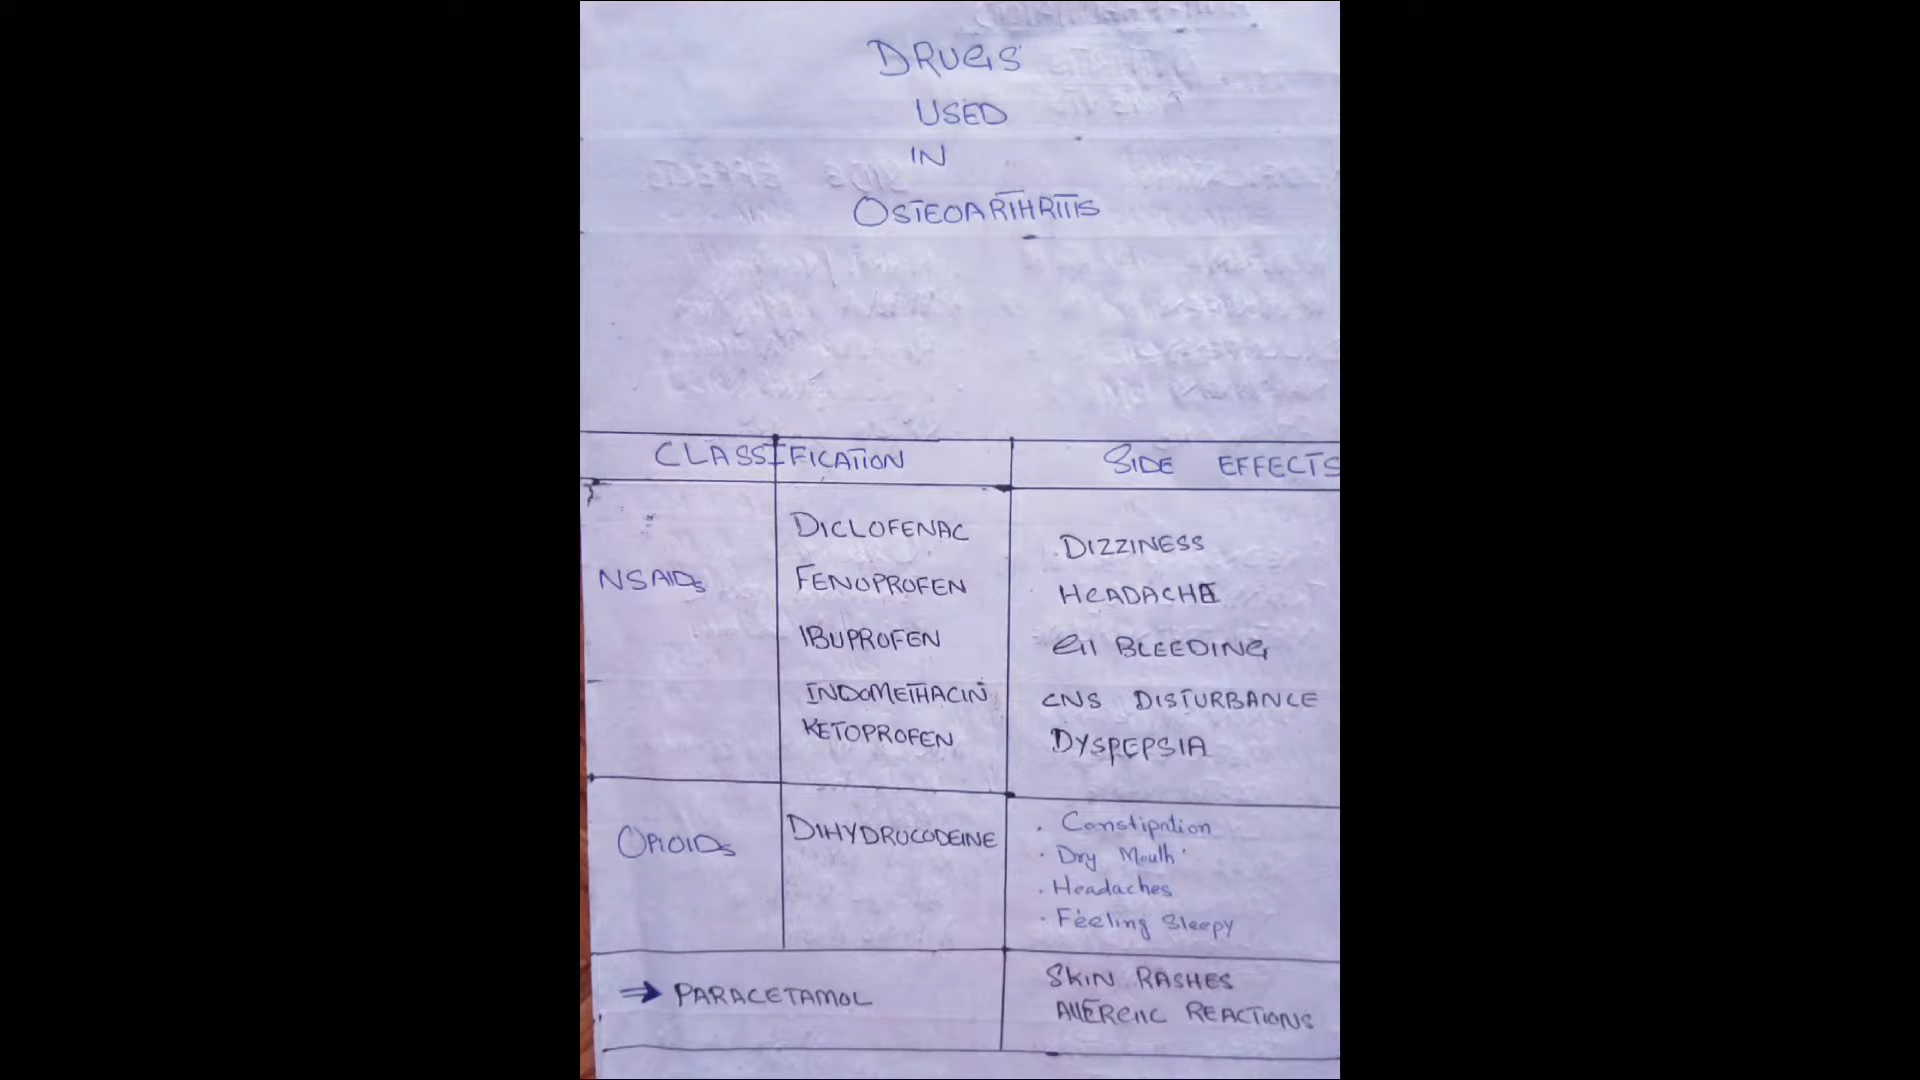 DRUGS
USED
IN
OSTEOARTHRITIS
CLASSIFICATION SIDE EFFECTS
NSAIDs
DICLOFENAC
FENOPROFEN
IBUPROFEN
INDOMETHACIN
KETOPROFEN
DIZZINESS
HEADACHE
GI BLEEDING
CNS DISTURBANCE
DYSPEPSIA
OPIOIDs
DIHYDROCODEINE
. Constipation
. Dry Mouth
. Headaches
. Feeling Sleepy
⇒ PARACETAMOL
SKIN RASHES
AllERGIC REACTIONS